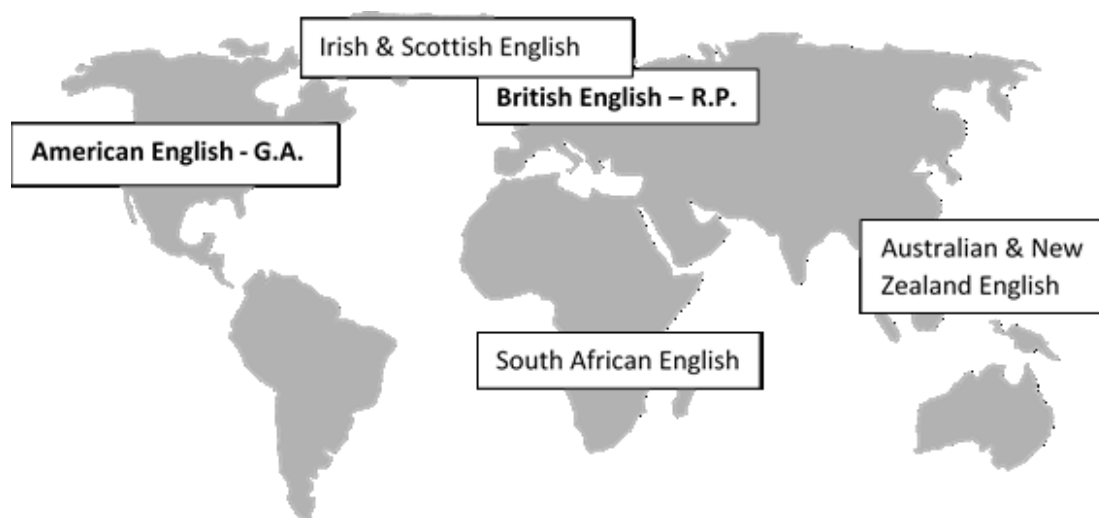 Irish & Scottish English
British English – R.P.
American English - G.A.
Australian & New
Zealand English
South African English